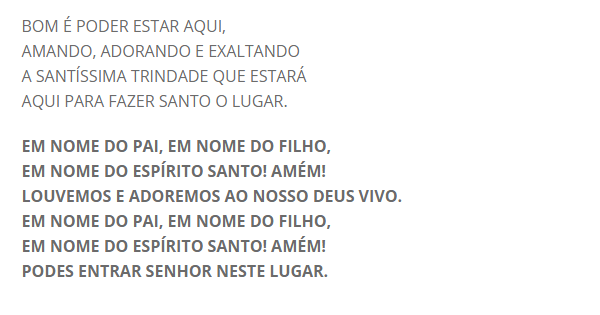 BOM É PODER ESTAR AQUI,
AMANDO, ADORANDO E EXALTANDO
A SANTÍSSIMA TRINDADE QUE ESTARÁ
AQUI PARA FAZER SANTO O LUGAR.
EM NOME DO PAI, EM NOME DO FILHO,
EM NOME DO ESPÍRITO SANTO! AMÉM!
LOUVEMOS E ADOREMOS AO NOSSO DEUS VIVO.
EM NOME DO PAI, EM NOME DO FILHO,
EM NOME DO ESPÍRITO SANTO! AMÉM!
PODES ENTRAR SENHOR NESTE LUGAR.